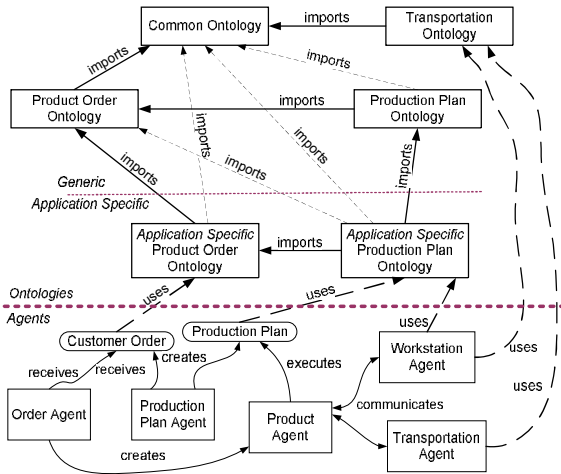 Common Ontology
imports
Transportation
Ontology
imports
imports
Product Order
Ontology
imports
Production Plan
Ontology
imports
imports
imports
imports
imports
Generic
Application Specific
Application Specific
Product Order
Ontology
imports
Application Specific
Production Plan
Ontology
Ontologies
Agents
uses
uses
uses
uses
uses
Customer Order
Production Plan
receives
receives
creates
executes
Workstation
Agent
Order Agent
Production
Plan Agent
Product
Agent
communicates
Transportation
Agent
creates